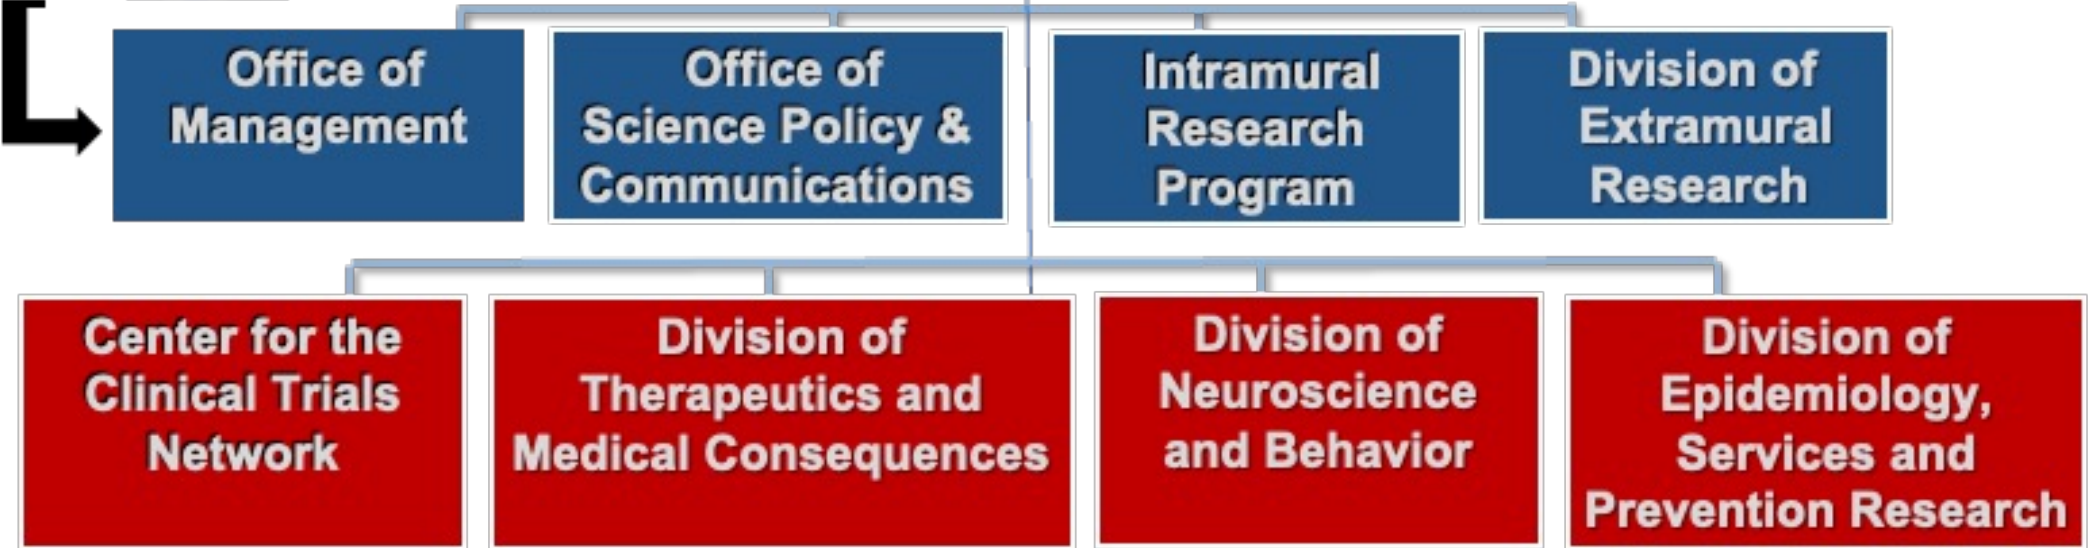 Office of
Management
Office of
Science Policy &
Communications
Intramural
Research
Program
Division of
Extramural
Research
Center for the
Clinical Trials
Network
Division of
Therapeutics and
Medical Consequences
Division of
Neuroscience
and Behavior
Division of
Epidemiology,
Services and
Prevention Research